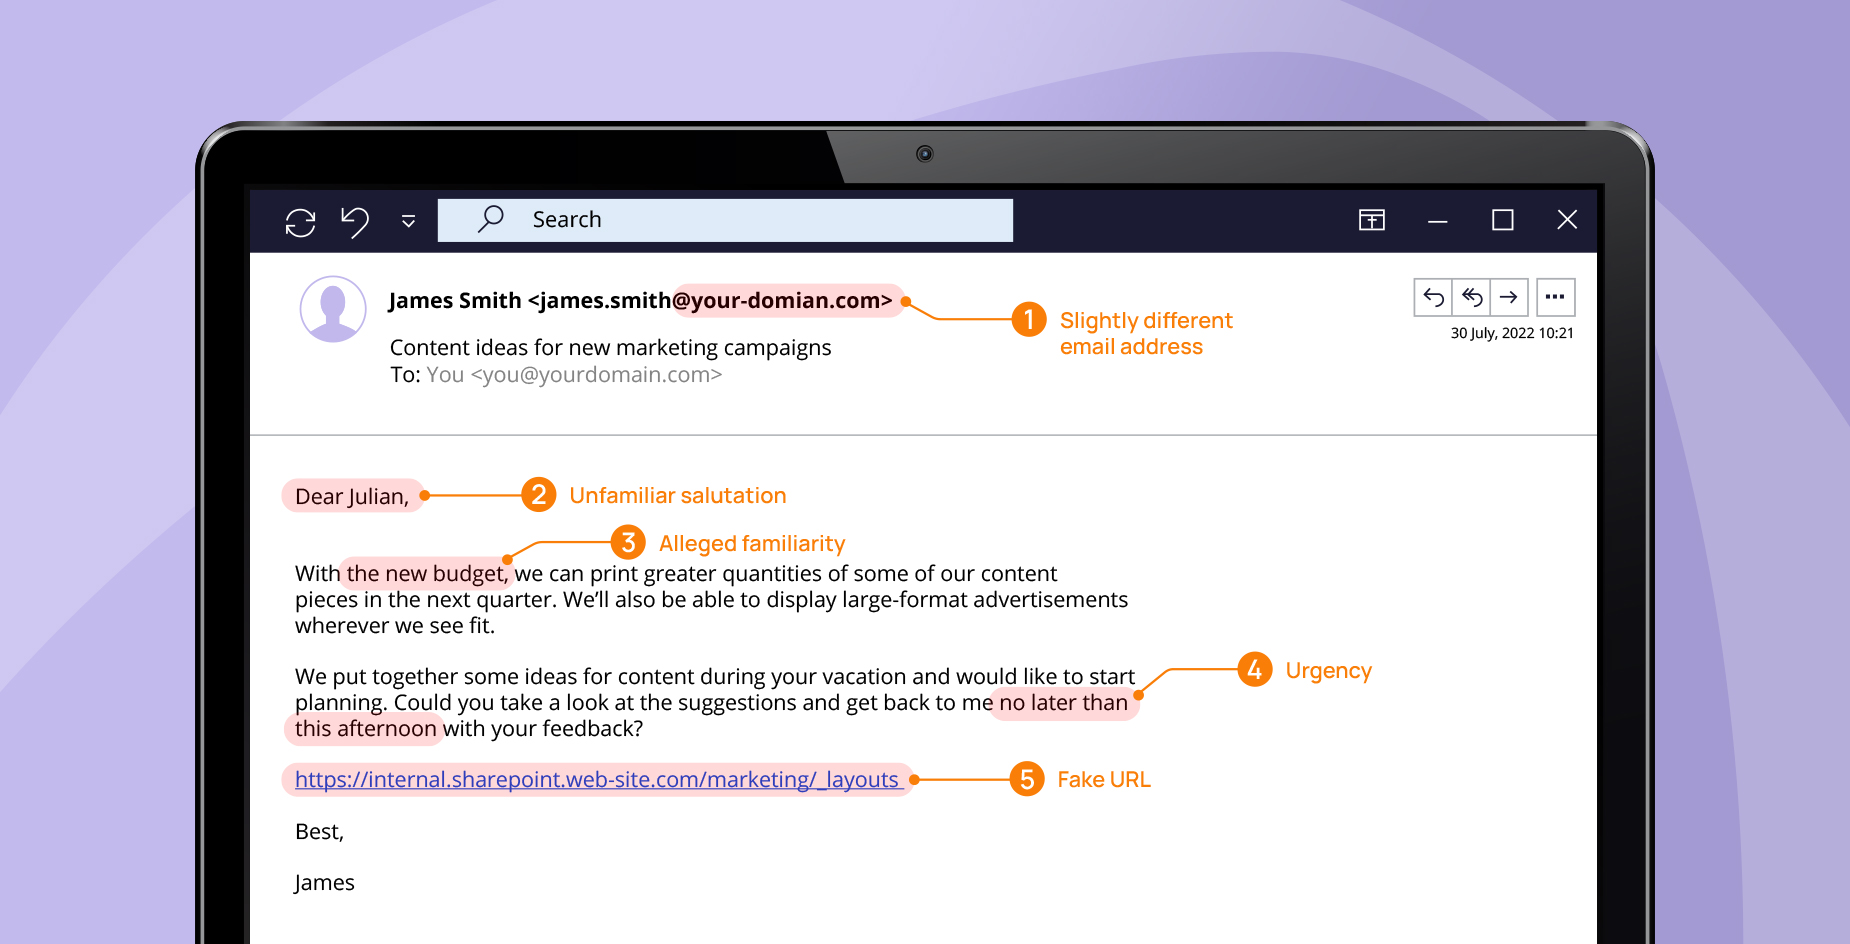 Search
James Smith <james.smith@your-domian.com>
1 Slightly different
email address
30 July, 2022 10:21
Content ideas for new marketing campaigns
To: You <you@yourdomain.com>
Dear Julian,
2 Unfamiliar salutation
3 Alleged familiarity
With the new budget, we can print greater quantities of some of our content
pieces in the next quarter. We’ll also be able to display large-format advertisements
wherever we see fit.
4 Urgency
We put together some ideas for content during your vacation and would like to start
planning. Could you take a look at the suggestions and get back to me no later than
this afternoon with your feedback?
https://internal.sharepoint.web-site.com/marketing/_layouts
5 Fake URL
Best,
James